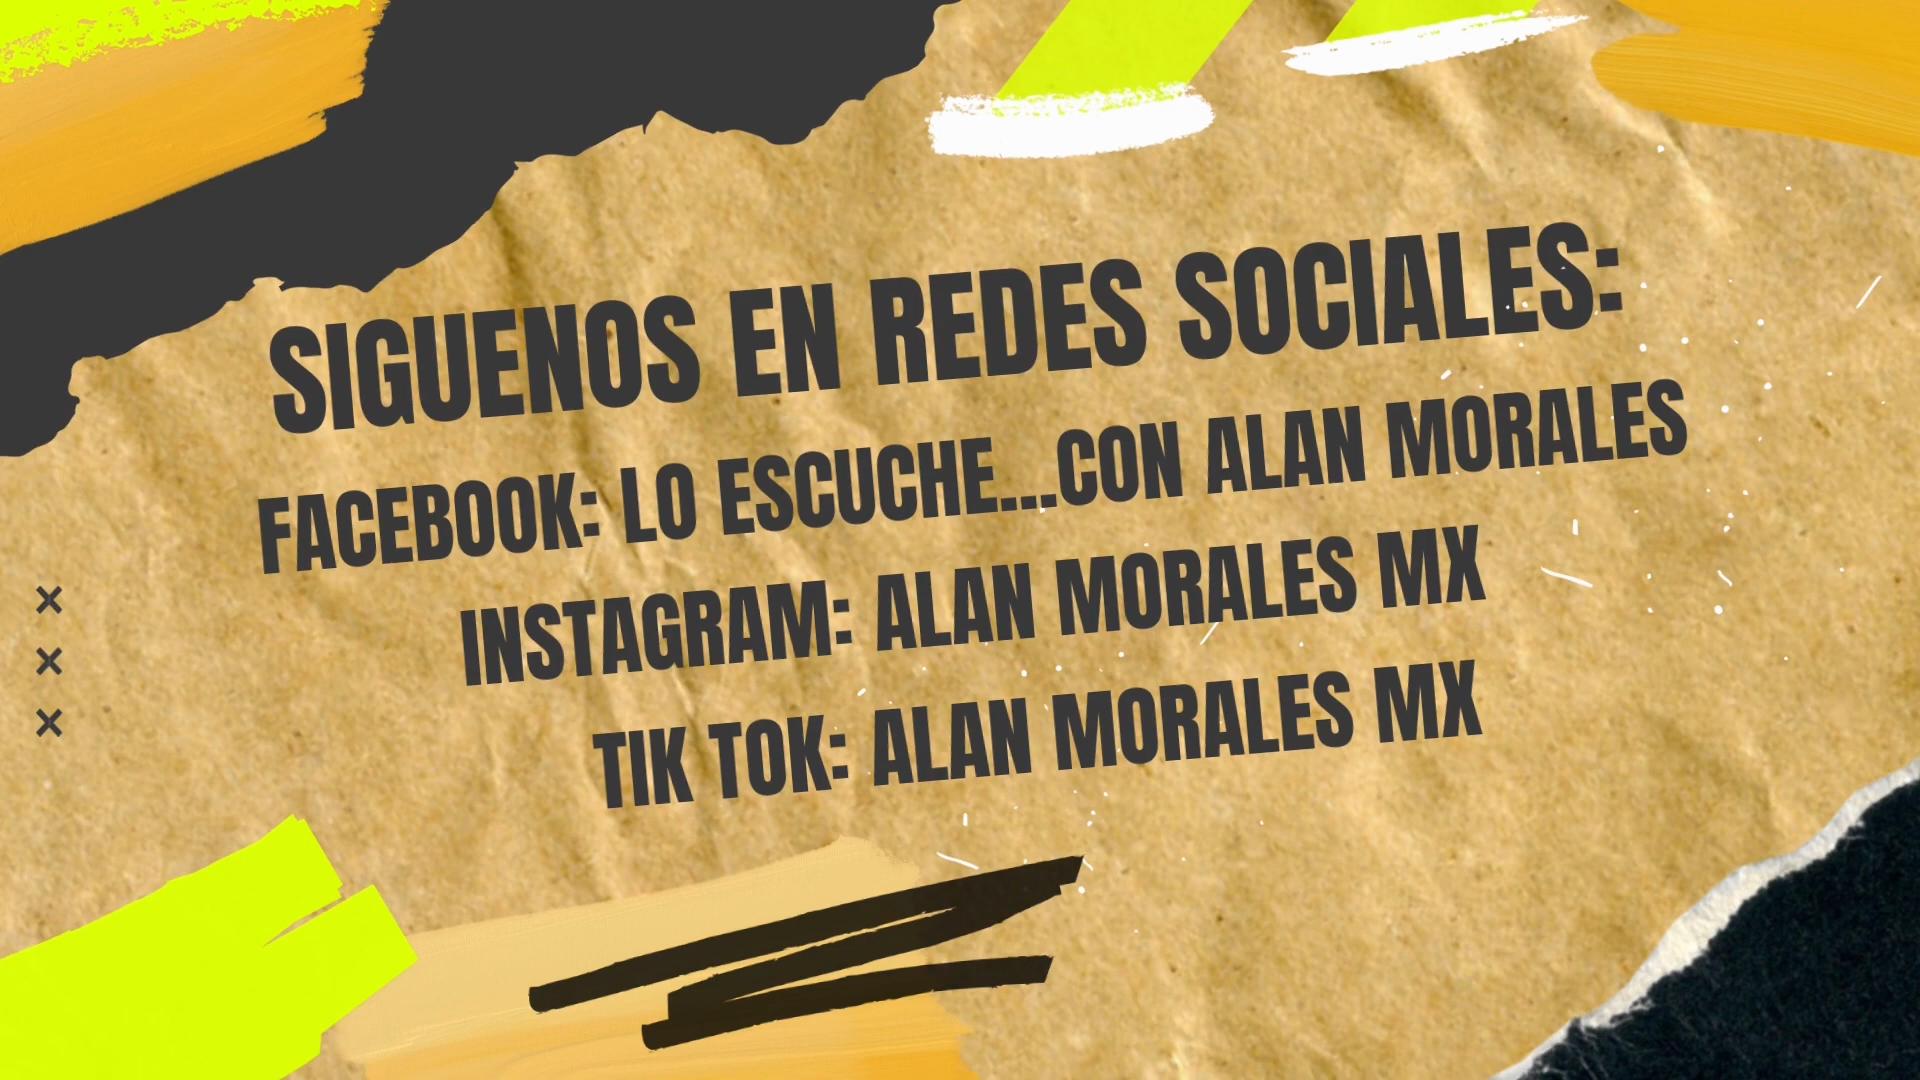 SIGUENOS EN REDES SOCIALES:
FACEBOOK: LO ESCUCHE...CON ALAN MORALES
INSTAGRAM: ALAN MORALES MX
TIK TOK: ALAN MORALES MX